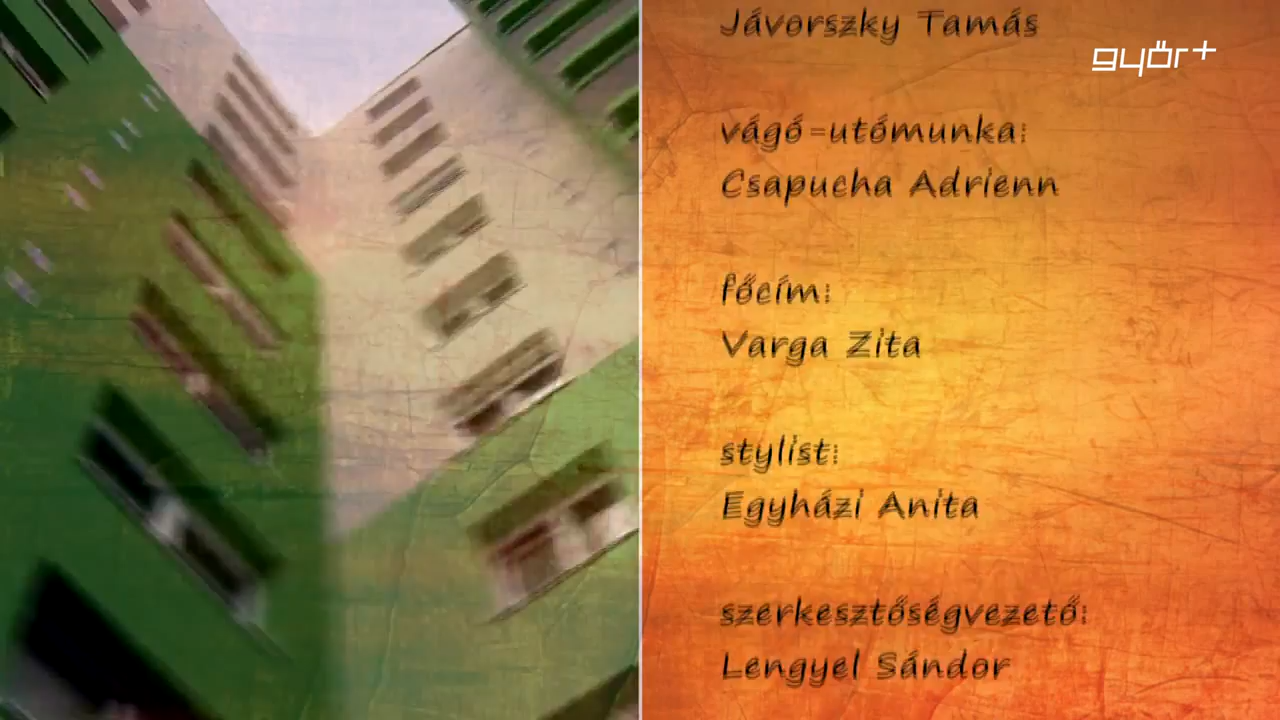 Jávorszky Tamás
győr+
vágó-utómunka:
Csapucha Adrienn
főcím:
Varga Zita
stylist:
Egyházi Anita
szerkesztőségvezető:
Lengyel Sándor